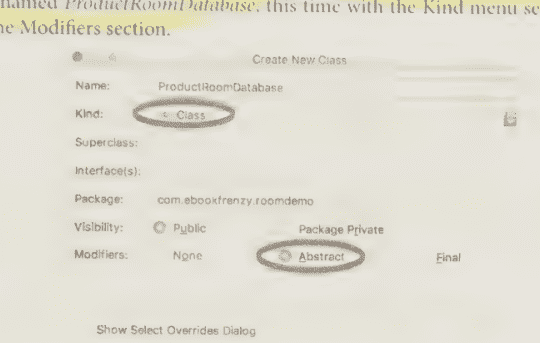 named ProductRoomDatabase, this time with the Kind menu se
he Modifiers section.
Create New Class
Name: ProductRoomDatabase
Kind: Class
Superclass:
Interface(s):
Package: com.ebookfrenzy.roomdemo
Visibility: Public Package Private
Modifiers: None Abstract Final
Show Select Overrides Dialog